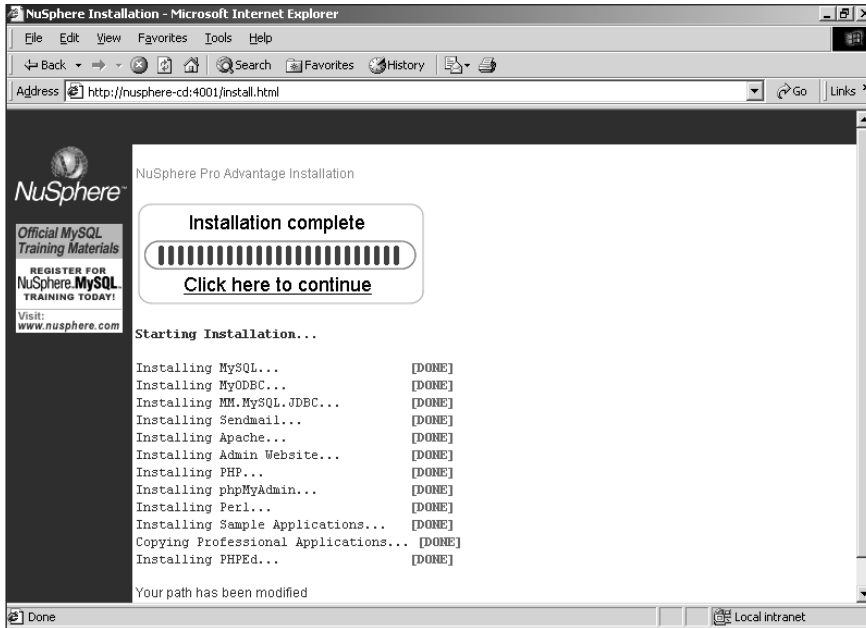 NuSphere Installation - Microsoft Internet Explorer
File Edit View Favorites Tools Help
Back Search Favorites History
Address http://nusphere-cd:4001/install.html Go Links
NuSphere™
Official MySQL
Training Materials
REGISTER FOR
NuSphere MySQL
TRAINING TODAY!
Visit:
www.nusphere.com
NuSphere Pro Advantage Installation
Installation complete
Click here to continue
Starting Installation...
Installing MySQL... [DONE]
Installing MyODBC... [DONE]
Installing MM.MySQL.JDBC... [DONE]
Installing Sendmail... [DONE]
Installing Apache... [DONE]
Installing Admin Website... [DONE]
Installing PHP... [DONE]
Installing phpMyAdmin... [DONE]
Installing Perl... [DONE]
Installing Sample Applications... [DONE]
Copying Professional Applications... [DONE]
Installing PHPEd... [DONE]
Your path has been modified
Done Local intranet